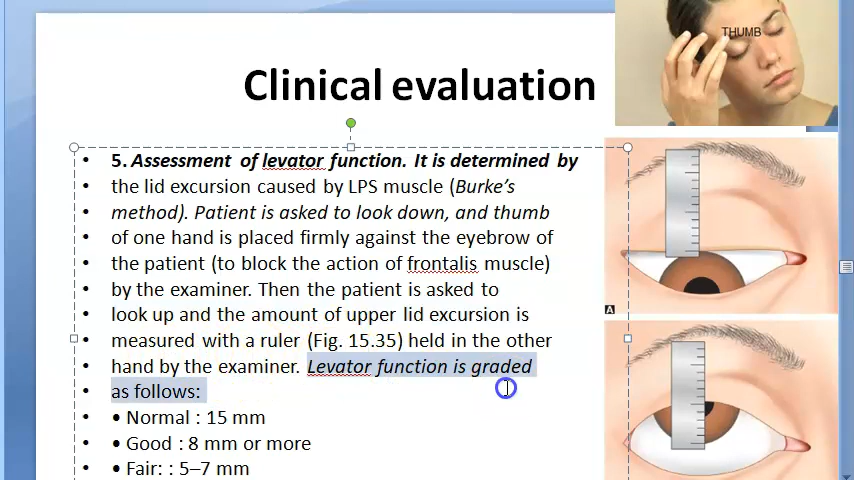 THUMB
Clinical evaluation
• 5. Assessment of levator function. It is determined by
• the lid excursion caused by LPS muscle (Burke's
• method). Patient is asked to look down, and thumb
• of one hand is placed firmly against the eyebrow of
• the patient (to block the action of frontalis muscle)
• by the examiner. Then the patient is asked to
• look up and the amount of upper lid excursion is
• measured with a ruler (Fig. 15.35) held in the other
• hand by the examiner. Levator function is graded
• as follows:
• • Normal : 15 mm
• • Good : 8 mm or more
• • Fair: : 5–7 mm
A